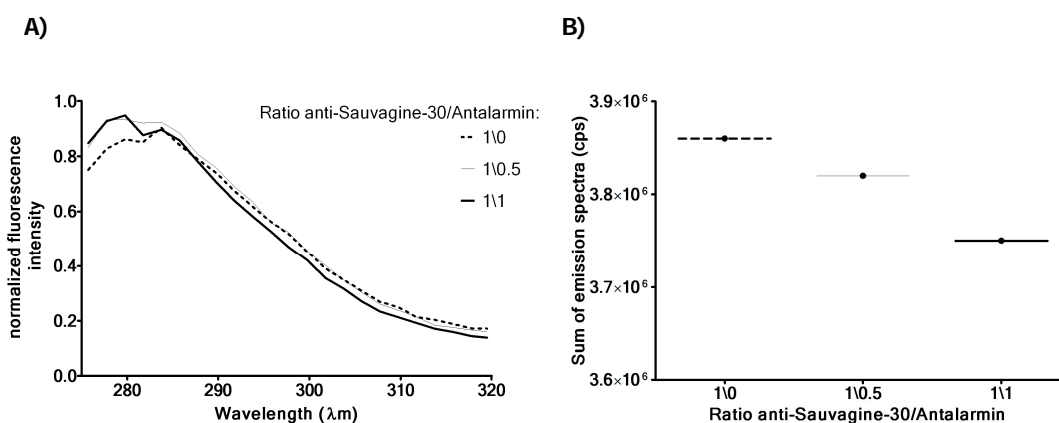 A)
B)
normalized fluorescence
intensity
1.0
0.8
0.6
0.4
0.2
0.0
280
290
300
310
320
Wavelength (λm)
Ratio anti-Sauvagine-30/Antalarmin:
1\0
1\0.5
1\1
Sum of emission spectra (cps)
3.9×10⁶
3.8×10⁶
3.7×10⁶
3.6×10⁶
1\0
1\0.5
1\1
Ratio anti-Sauvagine-30/Antalarmin